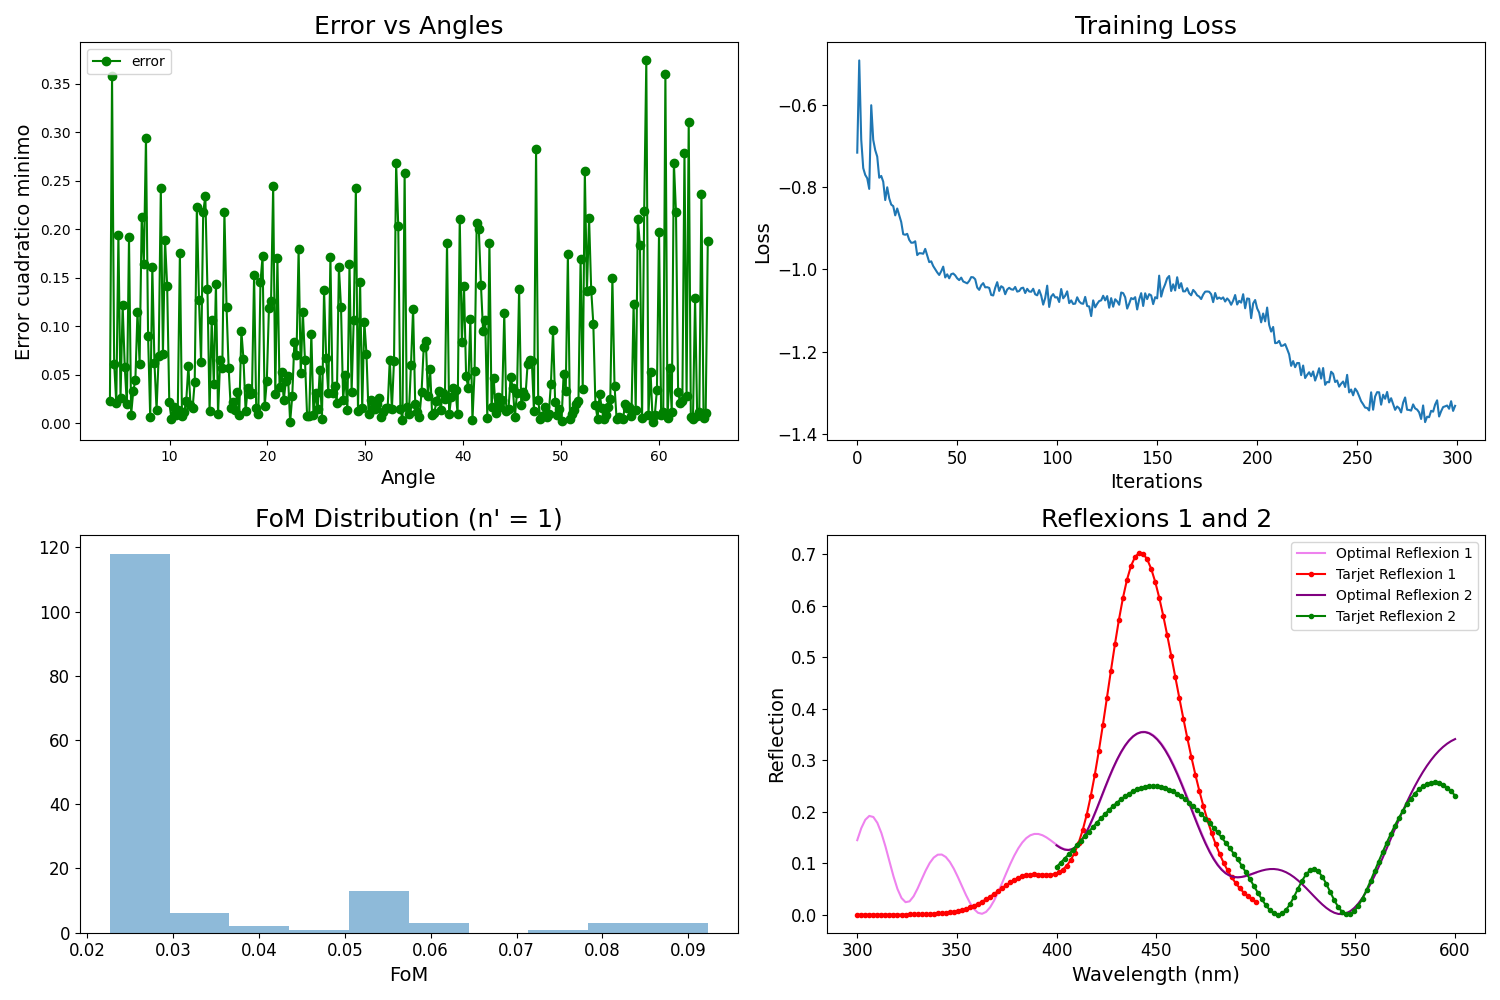 Error vs Angles
error
Error cuadratico minimo
0.35
0.30
0.25
0.20
0.15
0.10
0.05
0.00
10 20 30 40 50 60
Angle
Training Loss
Loss
−0.6
−0.8
−1.0
−1.2
−1.4
0 50 100 150 200 250 300
Iterations
FoM Distribution (n' = 1)
120
100
80
60
40
20
0
0.02 0.03 0.04 0.05 0.06 0.07 0.08 0.09
FoM
Reflexions 1 and 2
Optimal Reflexion 1
Tarjet Reflexion 1
Optimal Reflexion 2
Tarjet Reflexion 2
Reflection
0.7
0.6
0.5
0.4
0.3
0.2
0.1
0.0
300 350 400 450 500 550 600
Wavelength (nm)